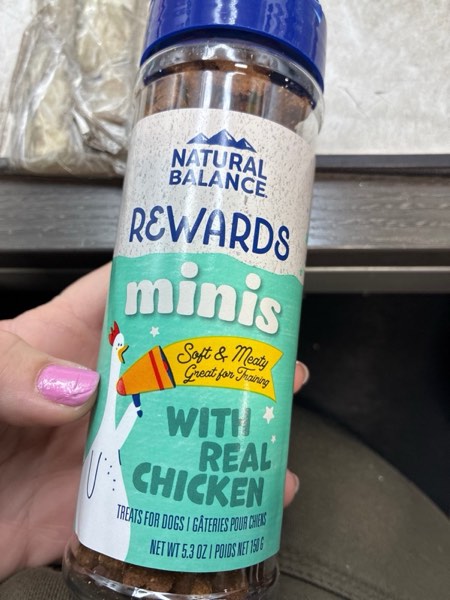 NATURAL
BALANCE
REWARDS
minis
Soft & Meaty
Great for Training
WITH
REAL
CHICKEN
TREATS FOR DOGS | GÂTERIES POUR CHIENS
NET WT 5.3 OZ | POIDS NET 150 G